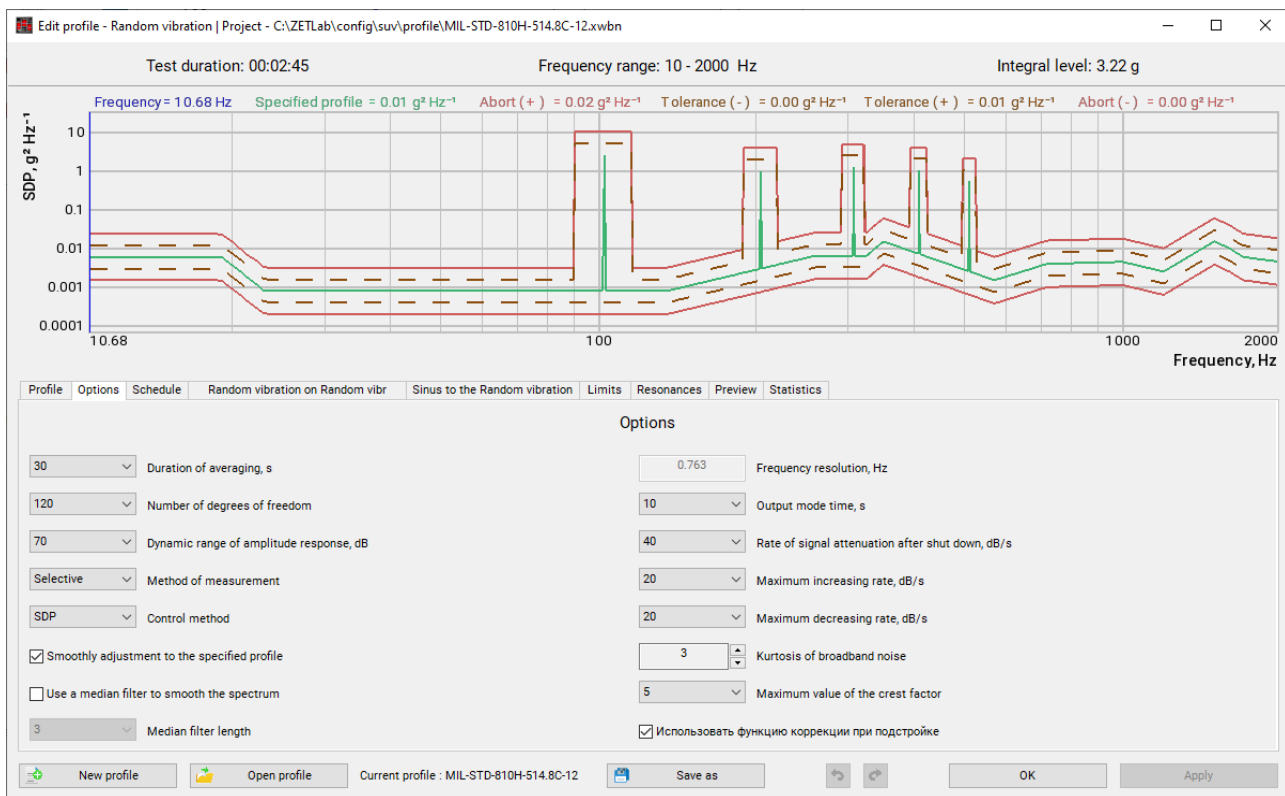 Edit profile - Random vibration | Project - C:\ZETLab\config\suv\profile\MIL-STD-810H-514.8C-12.xwbn
Test duration: 00:02:45 Frequency range: 10 - 2000 Hz Integral level: 3.22 g
Frequency = 10.68 Hz Specified profile = 0.01 g² Hz⁻¹ Abort (+) = 0.02 g² Hz⁻¹ Tolerance (-) = 0.00 g² Hz⁻¹ Tolerance (+) = 0.01 g² Hz⁻¹ Abort (-) = 0.00 g² Hz⁻¹
SDP, g² Hz⁻¹
10
1
0.1
0.01
0.001
0.0001
10.68 100 1000 2000
Frequency, Hz
Profile Options Schedule Random vibration on Random vibr Sinus to the Random vibration Limits Resonances Preview Statistics
Options
30 Duration of averaging, s 0.763 Frequency resolution, Hz
120 Number of degrees of freedom 10 Output mode time, s
70 Dynamic range of amplitude response, dB 40 Rate of signal attenuation after shut down, dB/s
Selective Method of measurement 20 Maximum increasing rate, dB/s
SDP Control method 20 Maximum decreasing rate, dB/s
Smoothly adjustment to the specified profile 3 Kurtosis of broadband noise
Use a median filter to smooth the spectrum 5 Maximum value of the crest factor
3 Median filter length Использовать функцию коррекции при подстройке
New profile Open profile Current profile : MIL-STD-810H-514.8C-12 Save as OK Apply